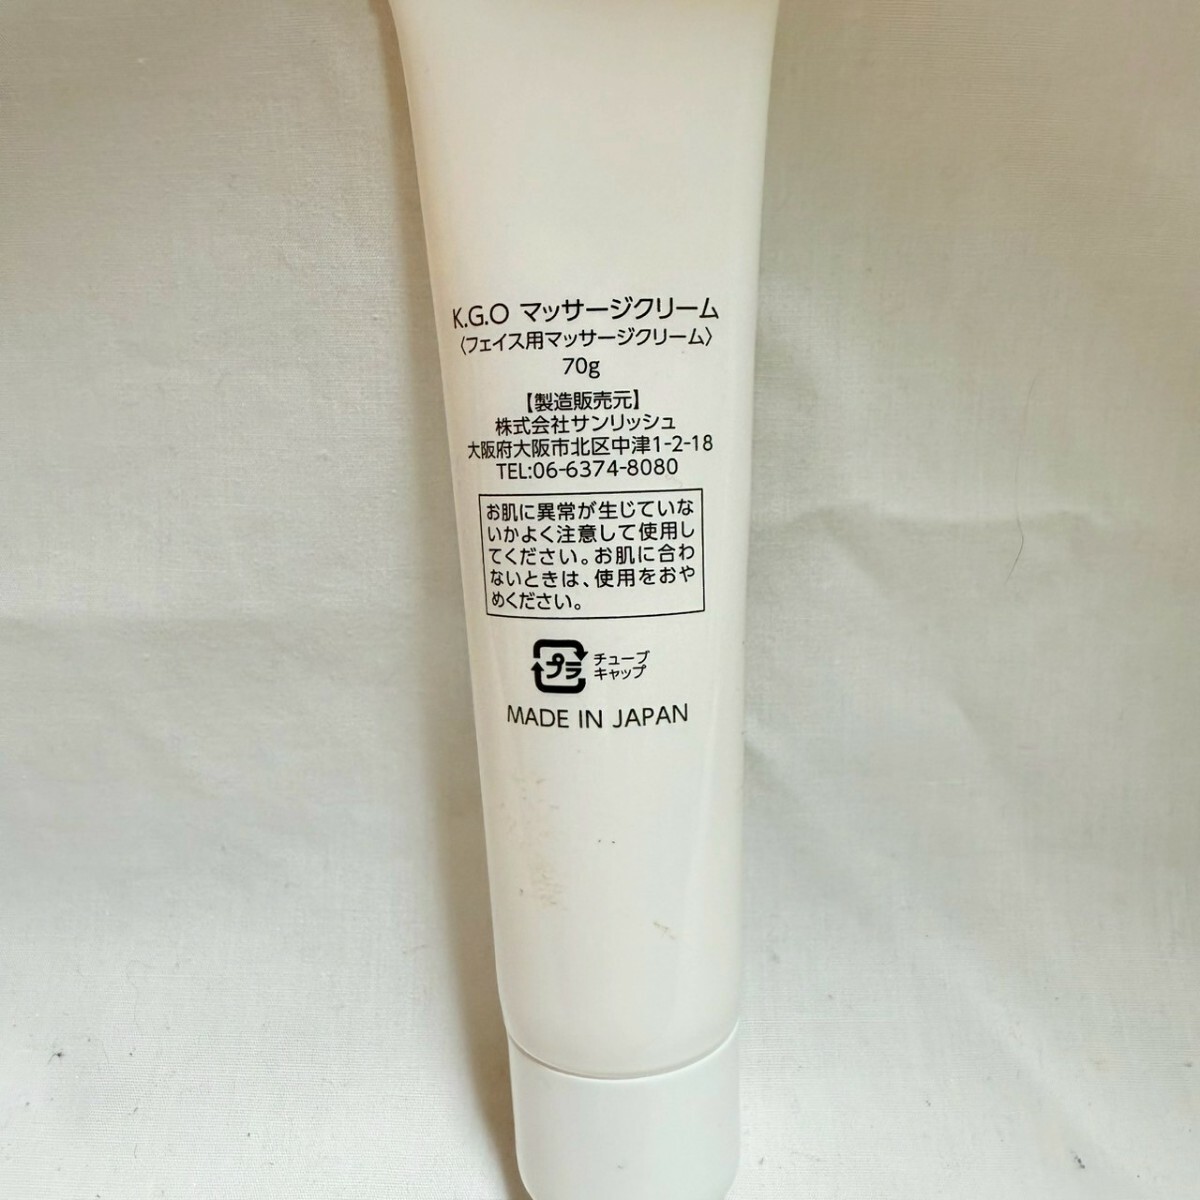 K.G.O マッサージクリーム
〈フェイス用マッサージクリーム〉
70g
【製造販売元】
株式会社サンリッシュ
大阪府大阪市北区中津1-2-18
TEL:06-6374-8080
お肌に異常が生じていな
いかよく注意して使用し
てください。お肌に合わ
ないときは、使用をおや
めください。
プラ チューブ
キャップ
MADE IN JAPAN